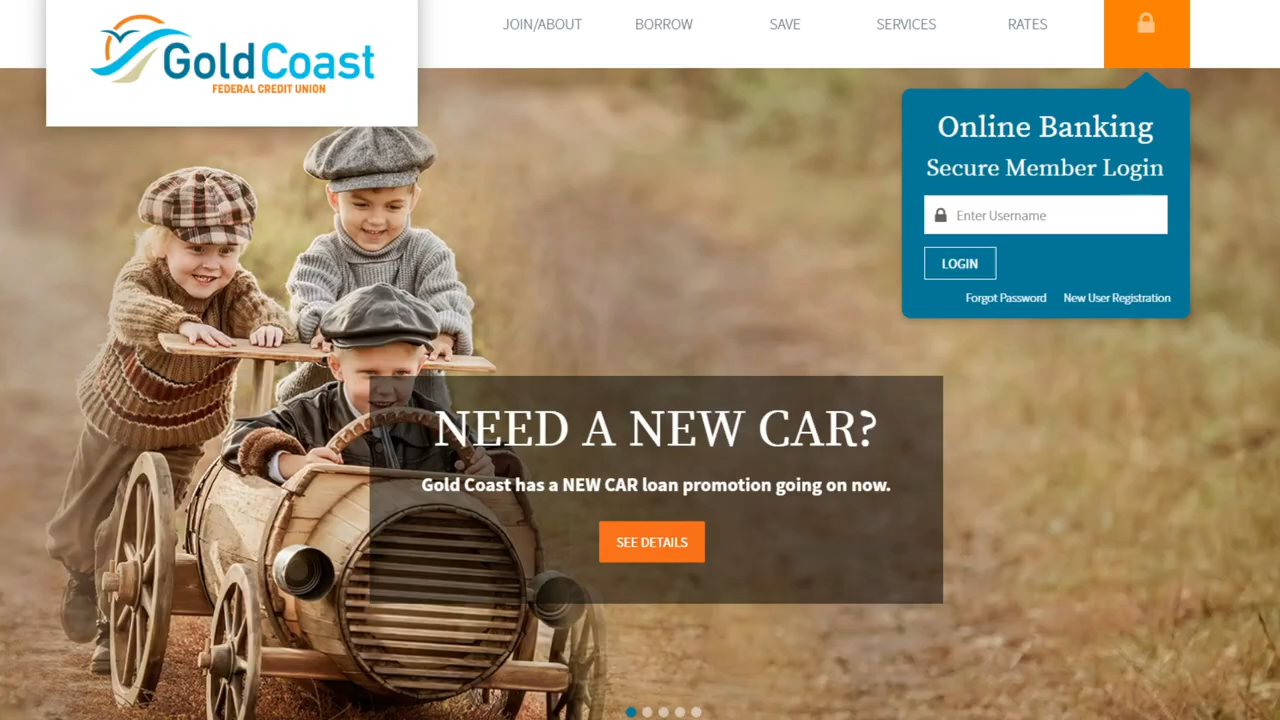 JOIN/ABOUT BORROW SAVE SERVICES RATES
Gold Coast
FEDERAL CREDIT UNION
Online Banking
Secure Member Login
Enter Username
LOGIN
Forgot Password New User Registration
NEED A NEW CAR?
Gold Coast has a NEW CAR loan promotion going on now.
SEE DETAILS